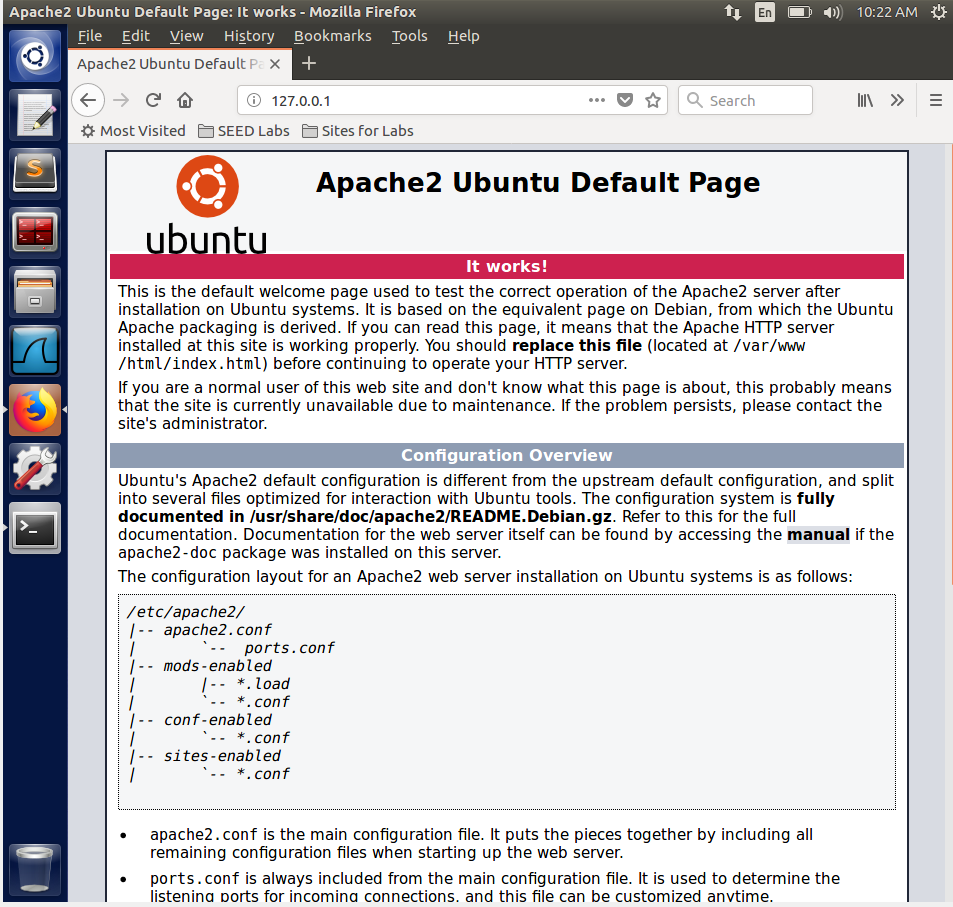 Apache2 Ubuntu Default Page: It works - Mozilla Firefox En 10:22 AM
File Edit View History Bookmarks Tools Help
Apache2 Ubuntu Default Pa
127.0.0.1 Search
Most Visited SEED Labs Sites for Labs
Apache2 Ubuntu Default Page
ubuntu
It works!
This is the default welcome page used to test the correct operation of the Apache2 server after
installation on Ubuntu systems. It is based on the equivalent page on Debian, from which the Ubuntu
Apache packaging is derived. If you can read this page, it means that the Apache HTTP server
installed at this site is working properly. You should replace this file (located at /var/www
/html/index.html) before continuing to operate your HTTP server.
If you are a normal user of this web site and don't know what this page is about, this probably means
that the site is currently unavailable due to maintenance. If the problem persists, please contact the
site's administrator.
Configuration Overview
Ubuntu's Apache2 default configuration is different from the upstream default configuration, and split
into several files optimized for interaction with Ubuntu tools. The configuration system is fully
documented in /usr/share/doc/apache2/README.Debian.gz. Refer to this for the full
documentation. Documentation for the web server itself can be found by accessing the manual if the
apache2-doc package was installed on this server.
The configuration layout for an Apache2 web server installation on Ubuntu systems is as follows:
/etc/apache2/
|-- apache2.conf
|       `--  ports.conf
|-- mods-enabled
|       |-- *.load
|       `-- *.conf
|-- conf-enabled
|       `-- *.conf
|-- sites-enabled
|       `-- *.conf
• apache2.conf is the main configuration file. It puts the pieces together by including all
remaining configuration files when starting up the web server.
• ports.conf is always included from the main configuration file. It is used to determine the
listening ports for incoming connections, and this file can be customized anytime.